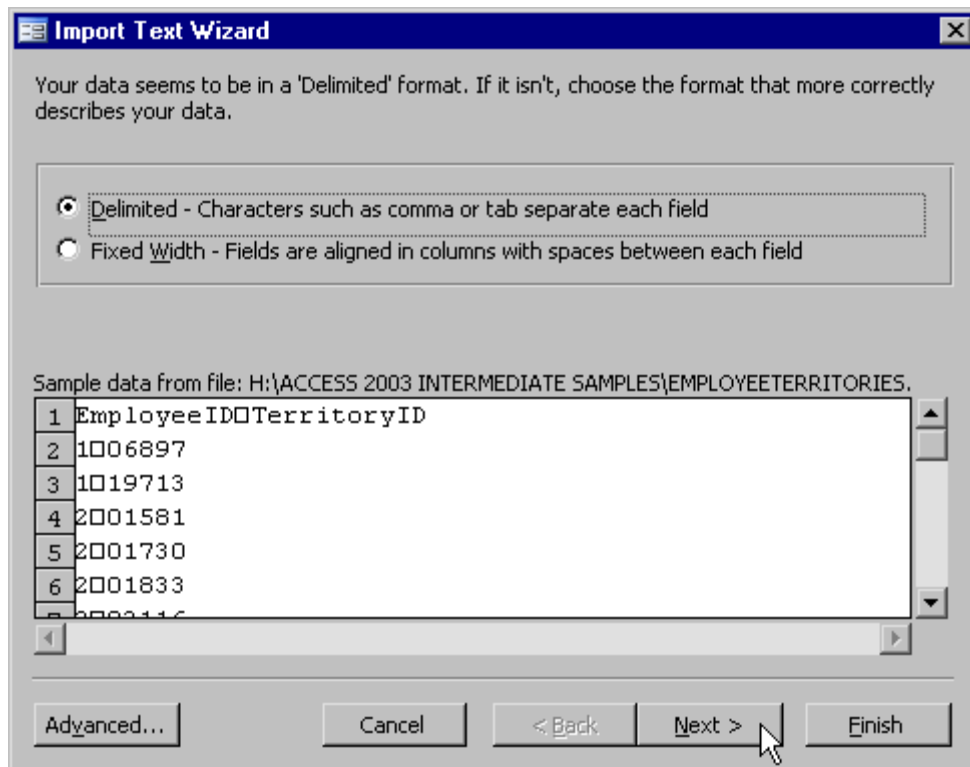 Import Text Wizard
Your data seems to be in a 'Delimited' format. If it isn't, choose the format that more correctly
describes your data.
Delimited - Characters such as comma or tab separate each field
Fixed Width - Fields are aligned in columns with spaces between each field
Sample data from file: H:\ACCESS 2003 INTERMEDIATE SAMPLES\EMPLOYEETERRITORIES.
1 EmployeeID□TerritoryID
2 1□06897
3 1□19713
4 2□01581
5 2□01730
6 2□01833
Advanced... Cancel < Back Next > Finish